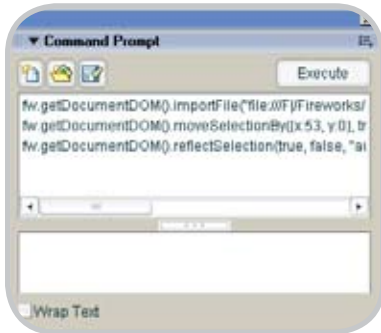 Command Prompt
Execute
fw.getDocumentDOM().importFile("file:///F|/Fireworks/
fw.getDocumentDOM().moveSelectionBy({x:53, y:0}, tr
fw.getDocumentDOM().reflectSelection(true, false, "au
Wrap Text